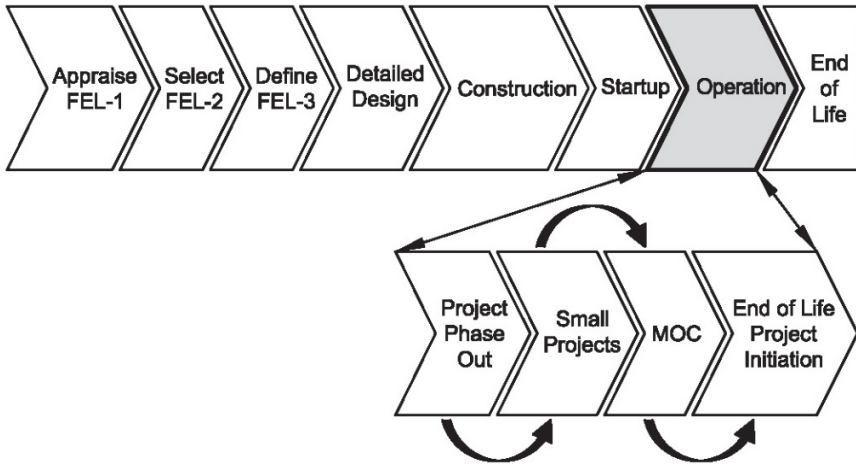 Appraise
FEL-1
Select
FEL-2
Define
FEL-3
Detailed
Design
Construction
Startup
Operation
End
of
Life
Project
Phase
Out
Small
Projects
MOC
End of Life
Project
Initiation